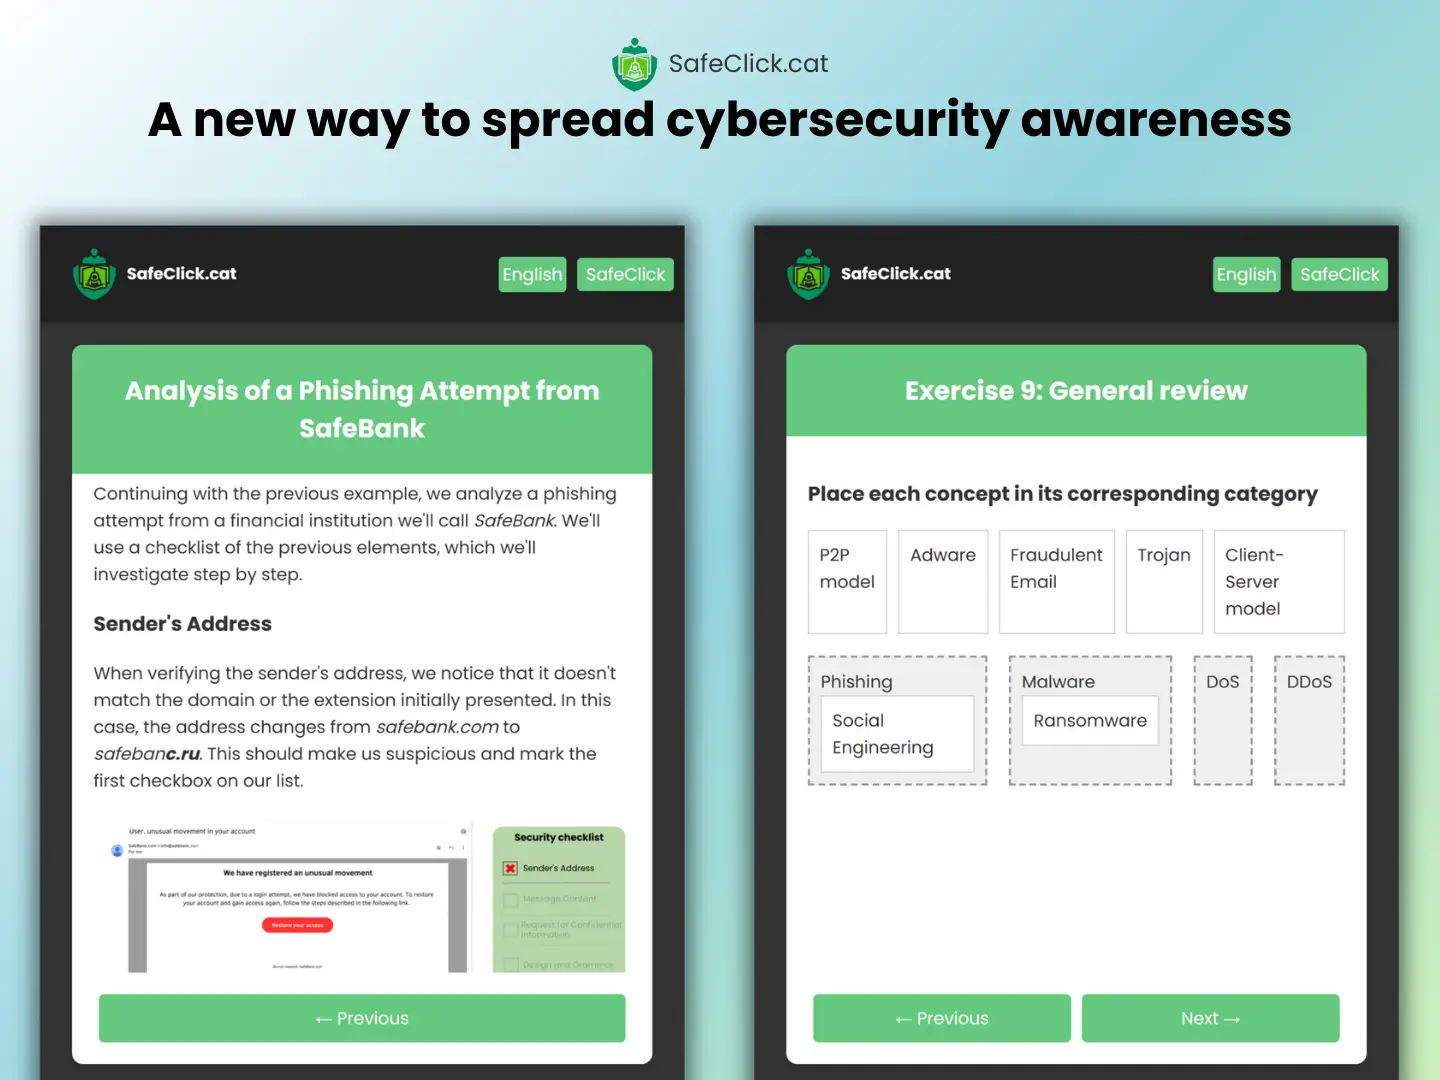 SafeClick.cat
A new way to spread cybersecurity awareness
SafeClick.cat
English
SafeClick
Analysis of a Phishing Attempt from
SafeBank
Continuing with the previous example, we analyze a phishing
attempt from a financial institution we'll call SafeBank. We'll
use a checklist of the previous elements, which we'll
investigate step by step.
Sender's Address
When verifying the sender's address, we notice that it doesn't
match the domain or the extension initially presented. In this
case, the address changes from safebank.com to
safebanc.ru. This should make us suspicious and mark the
first checkbox on our list.
User, unusual movement in your account
We have registered an unusual movement
As part of our protection, due to a login attempt, we have blocked access to your account. To restore
your account and gain access again, follow the steps described in the following link.
Restore your access
Security checklist
Sender's Address
Message Content
Request for Confidential
Information
Design and Grammar
← Previous
SafeClick.cat
English
SafeClick
Exercise 9: General review
Place each concept in its corresponding category
P2P
model
Adware
Fraudulent
Email
Trojan
Client-
Server
model
Phishing
Social
Engineering
Malware
Ransomware
DoS
DDoS
← Previous
Next →